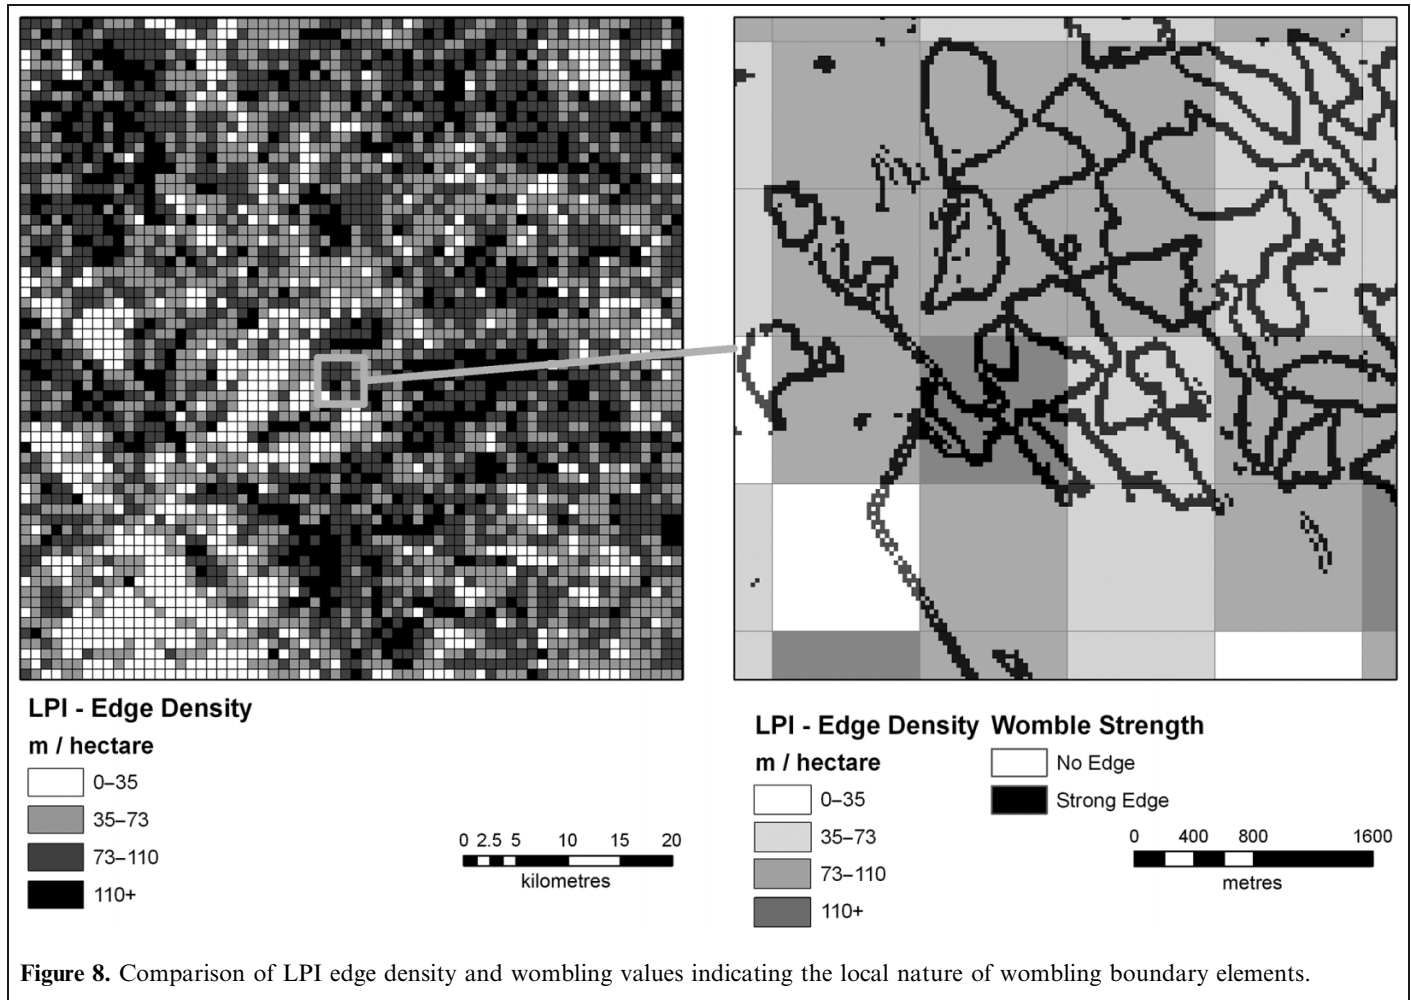 LPI - Edge Density
m / hectare
0–35
35–73
73–110
110+
0 2.5 5 10 15 20
kilometres
LPI - Edge Density
m / hectare
0–35
35–73
73–110
110+
Womble Strength
No Edge
Strong Edge
0 400 800 1600
metres
Figure 8. Comparison of LPI edge density and wombling values indicating the local nature of wombling boundary elements.